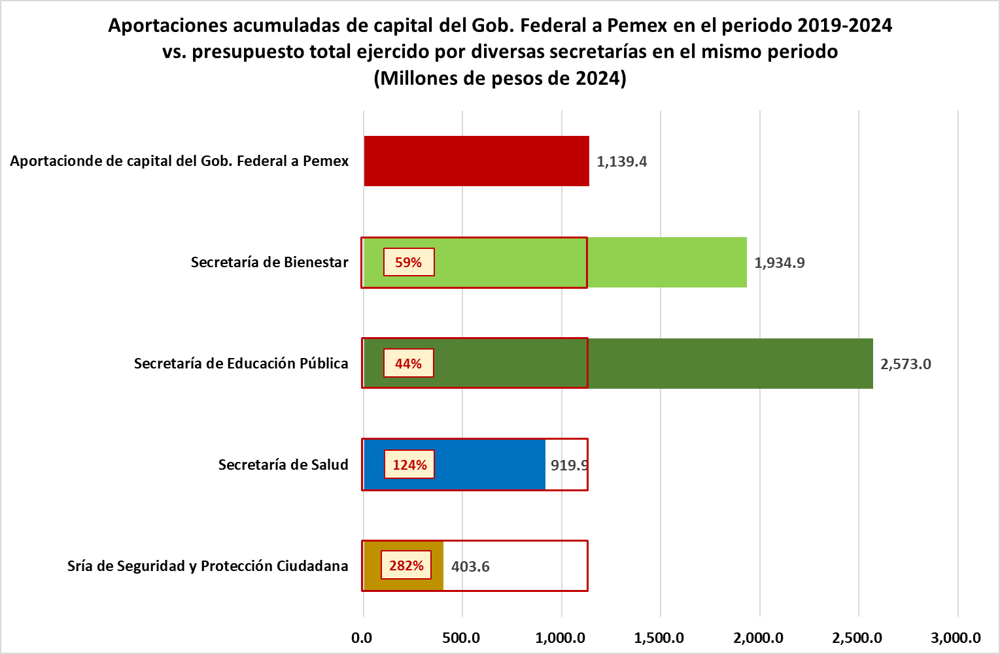 Aportaciones acumuladas de capital del Gob. Federal a Pemex en el periodo 2019-2024
vs. presupuesto total ejercido por diversas secretarías en el mismo periodo
(Millones de pesos de 2024)
Aportacionde de capital del Gob. Federal a Pemex
1,139.4
Secretaría de Bienestar
59%
1,934.9
Secretaría de Educación Pública
44%
2,573.0
Secretaría de Salud
124%
919.9
Sría de Seguridad y Protección Ciudadana
282%
403.6
0.0 500.0 1,000.0 1,500.0 2,000.0 2,500.0 3,000.0